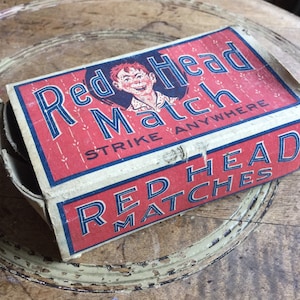 Red Head
Match
STRIKE ANYWHERE
RED HEAD
MATCHES